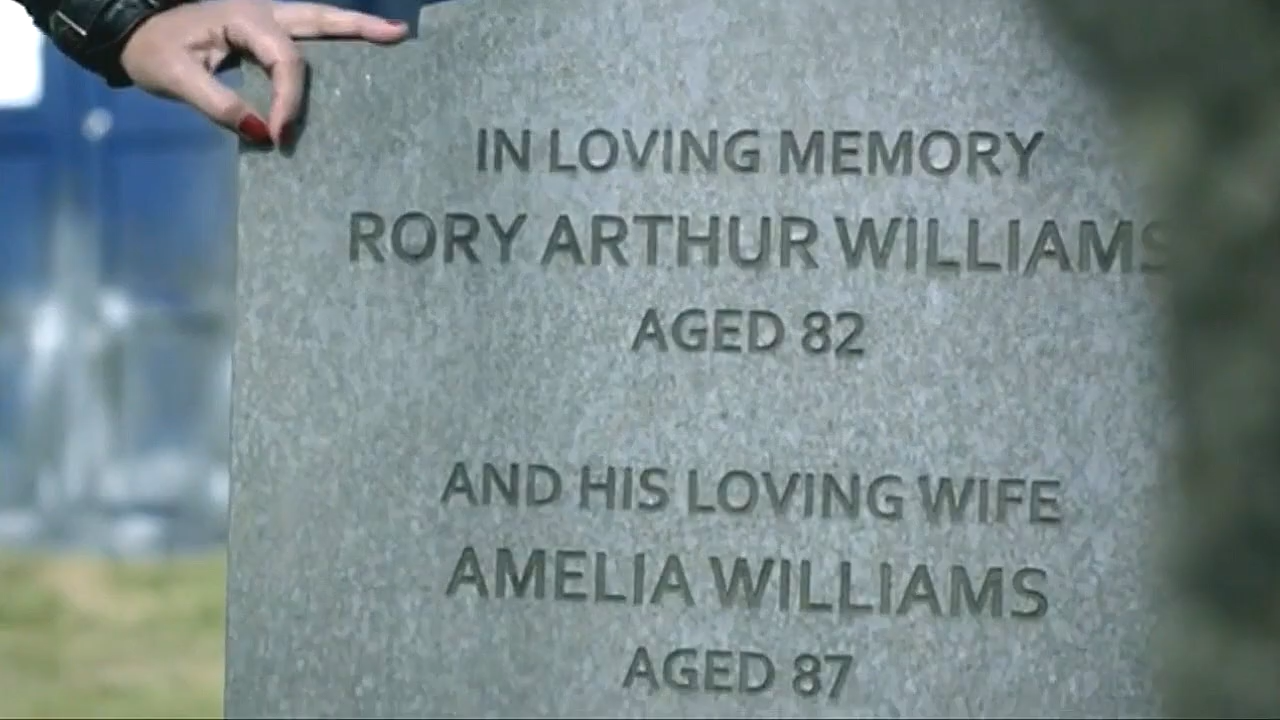 IN LOVING MEMORY
RORY ARTHUR WILLIAMS
AGED 82
AND HIS LOVING WIFE
AMELIA WILLIAMS
AGED 87